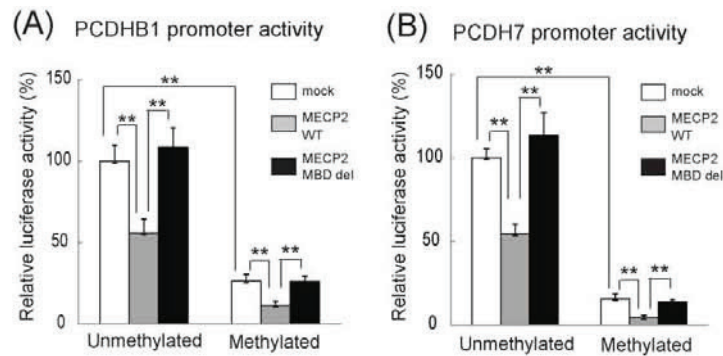 (A) PCDHB1 promoter activity
Relative luciferase activity (%)
150
100
50
0
**
** **
** **
mock
MECP2
WT
MECP2
MBD del
Unmethylated Methylated
(B) PCDH7 promoter activity
Relative luciferase activity (%)
150
100
50
0
**
** **
** **
mock
MECP2
WT
MECP2
MBD del
Unmethylated Methylated